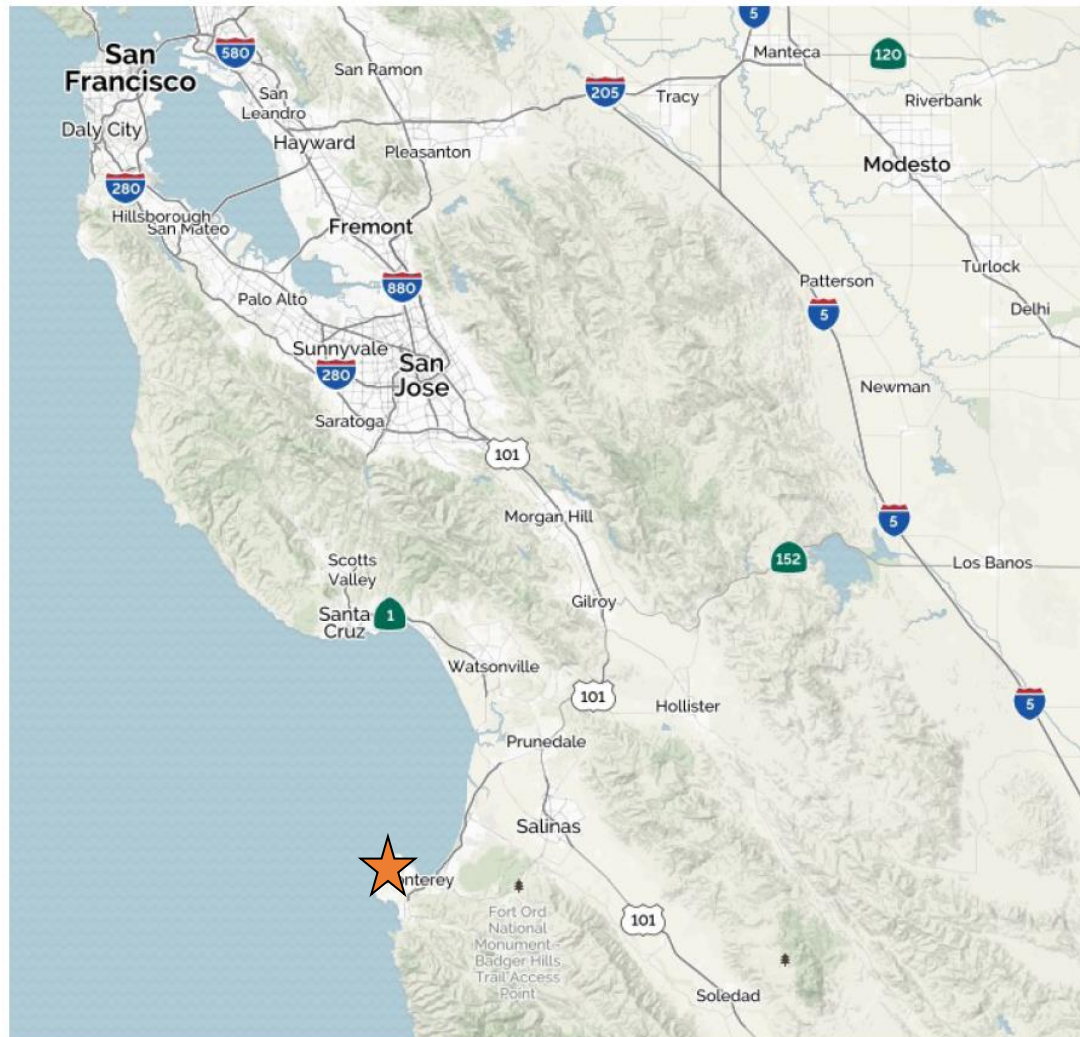 5
Manteca
120
San
Francisco
580
San Ramon
205
Tracy
Riverbank
San
Leandro
Daly City
Hayward
Pleasanton
Modesto
280
Hillsborough
San Mateo
Fremont
Turlock
880
Patterson
Palo Alto
5
Delhi
Sunnyvale
280
San
Jose
Newman
Saratoga
101
Morgan Hill
5
152
Los Banos
Scotts
Valley
Gilroy
Santa
Cruz
1
Watsonville
101
Hollister
5
Prunedale
Salinas
onterey
Fort Ord
National
Monument -
Badger Hills
Trail Access
Point
101
Soledad